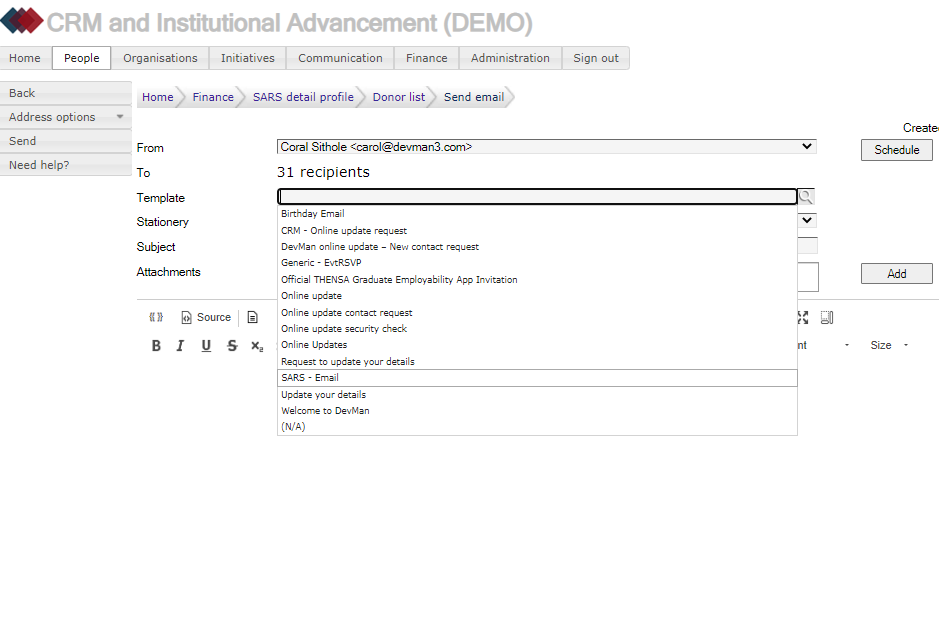 CRM and Institutional Advancement (DEMO)
Home People Organisations Initiatives Communication Finance Administration Sign out
Back
Address options
Send
Need help?
Home Finance SARS detail profile Donor list Send email
Create
From Coral Sithole <carol@devman3.com> Schedule
To 31 recipients
Template
Stationery
Subject
Attachments Add
Birthday Email
CRM - Online update request
DevMan online update – New contact request
Generic - EvtRSVP
Official THENSA Graduate Employability App Invitation
Online update
Online update contact request
Online update security check
Online Updates
Request to update your details
SARS - Email
Update your details
Welcome to DevMan
(N/A)
Source
B I U S x₂ nt Size